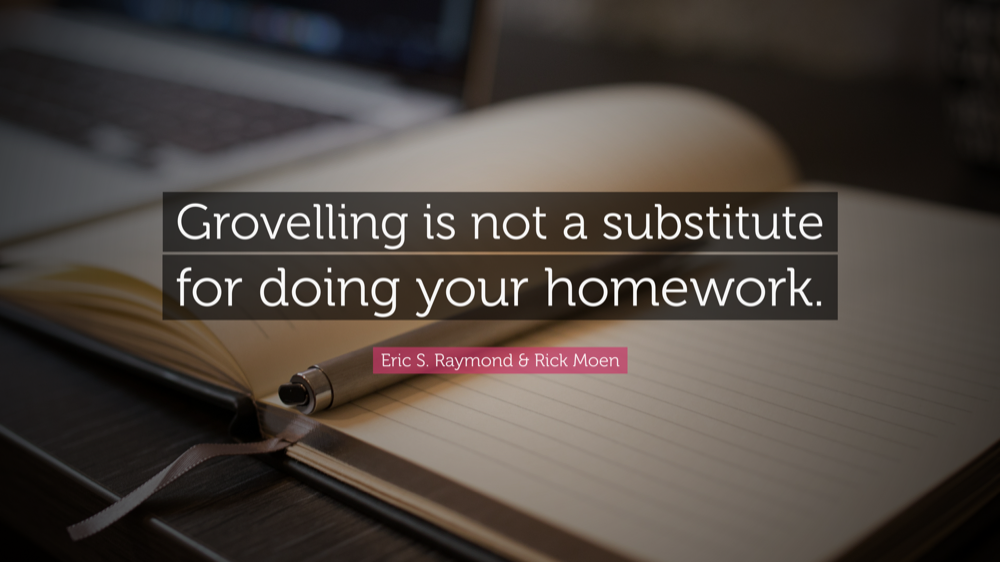 Grovelling is not a substitute
for doing your homework.
Eric S. Raymond & Rick Moen